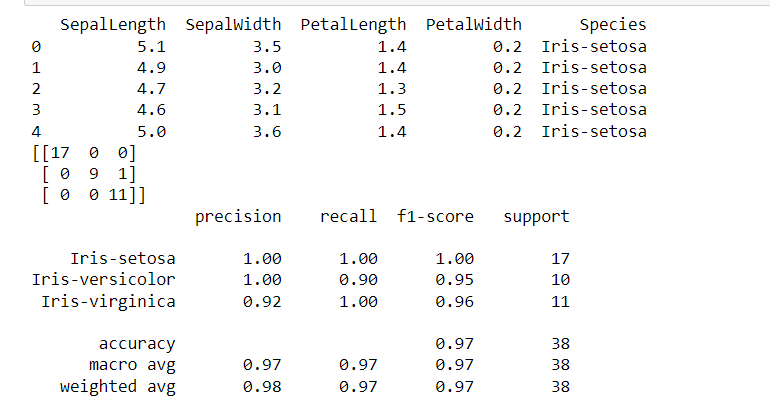 SepalLength SepalWidth PetalLength PetalWidth Species
0 5.1 3.5 1.4 0.2 Iris-setosa
1 4.9 3.0 1.4 0.2 Iris-setosa
2 4.7 3.2 1.3 0.2 Iris-setosa
3 4.6 3.1 1.5 0.2 Iris-setosa
4 5.0 3.6 1.4 0.2 Iris-setosa
[[17 0 0]
[ 0 9 1]
[ 0 0 11]]
precision recall f1-score support
Iris-setosa 1.00 1.00 1.00 17
Iris-versicolor 1.00 0.90 0.95 10
Iris-virginica 0.92 1.00 0.96 11
accuracy 0.97 38
macro avg 0.97 0.97 0.97 38
weighted avg 0.98 0.97 0.97 38